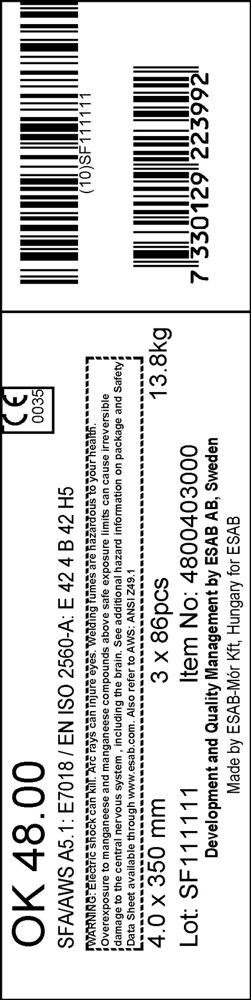 OK 48.00
CE
0035
SFA/AWS A5.1: E7018 / EN ISO 2560-A: E 42 4 B 42 H5
WARNING: Electric shock can kill. Arc rays can injure eyes. Welding fumes are hazardous to your health.
Overexposure to manganeese and manganeese compounds above safe exposure limits can cause irreversible
damage to the central nervous system , including the brain. See additional hazard information on package and Safety
Data Sheet available through www.esab.com. Also refer to AWS: ANSI Z49.1
4.0 x 350 mm 3 x 86pcs 13.8kg
Lot: SF111111 Item No: 4800403000
Development and Quality Management by ESAB AB, Sweden
Made by ESAB-Mór Kft, Hungary for ESAB
(10)SF111111
7 330129 223992